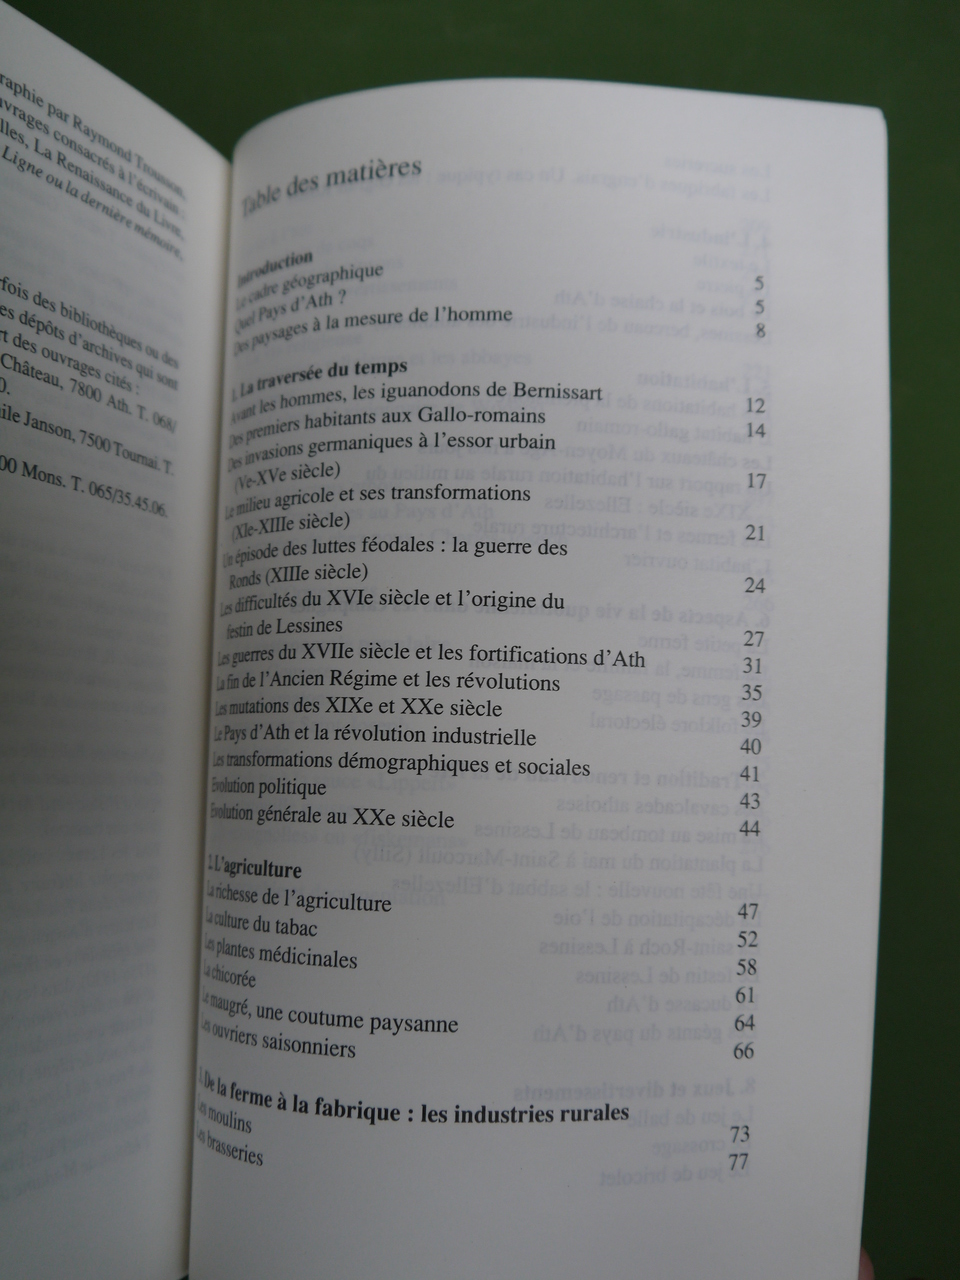 raphie par Raymond Trousson,
uvrages consacrés à l'écrivain :
lles, La Renaissance du Livre,
Ligne ou la dernière mémoire,
fois des bibliothèques ou des
es dépôts d'archives qui sont
t des ouvrages cités :
Château, 7800 Ath. T. 068/
0.
ile Janson, 7500 Tournai. T.
00 Mons. T. 065/35.45.06.
Table des matières
Introduction
Le cadre géographique 5
Quel Pays d'Ath ? 5
Des paysages à la mesure de l'homme 8
1. La traversée du temps
Avant les hommes, les iguanodons de Bernissart 12
Des premiers habitants aux Gallo-romains 14
Des invasions germaniques à l'essor urbain
(Ve-XVe siècle) 17
Le milieu agricole et ses transformations
(XIe-XIIIe siècle) 21
Un épisode des luttes féodales : la guerre des
Ronds (XIIIe siècle) 24
Les difficultés du XVIe siècle et l'origine du
festin de Lessines 27
Les guerres du XVIIe siècle et les fortifications d'Ath 31
La fin de l'Ancien Régime et les révolutions 35
Les mutations des XIXe et XXe siècle 39
Le Pays d'Ath et la révolution industrielle 40
Les transformations démographiques et sociales 41
Evolution politique 43
Evolution générale au XXe siècle 44
2. L'agriculture
La richesse de l'agriculture 47
La culture du tabac 52
Les plantes médicinales 58
La chicorée 61
Le maugré, une coutume paysanne 64
Les ouvriers saisonniers 66
3. De la ferme à la fabrique : les industries rurales
Les moulins 73
Les brasseries 77